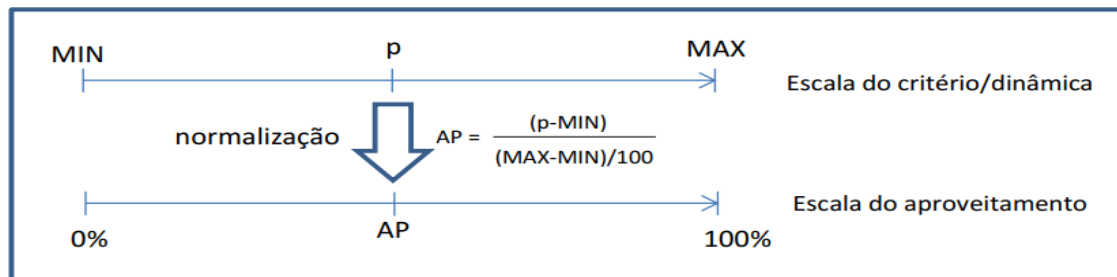 MIN p MAX
Escala do critério/dinâmica
normalização AP = (p-MIN)
(MAX-MIN)/100
Escala do aproveitamento
0% AP 100%